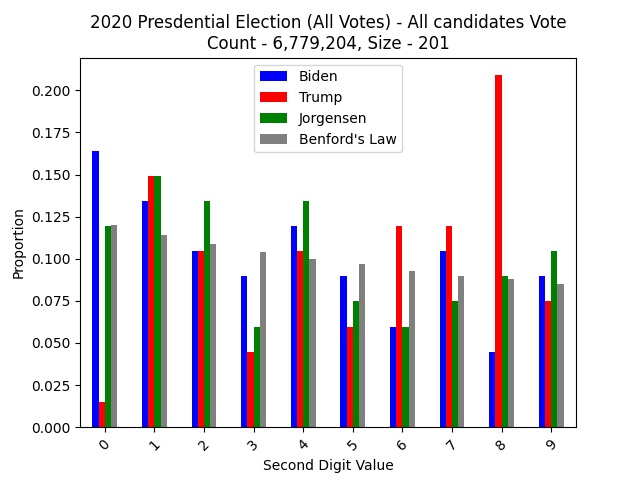 2020 Presdential Election (All Votes) - All candidates Vote
Count - 6,779,204, Size - 201
Biden
Trump
Jorgensen
Benford's Law
Proportion
0.200
0.175
0.150
0.125
0.100
0.075
0.050
0.025
0.000
0 1 2 3 4 5 6 7 8 9
Second Digit Value